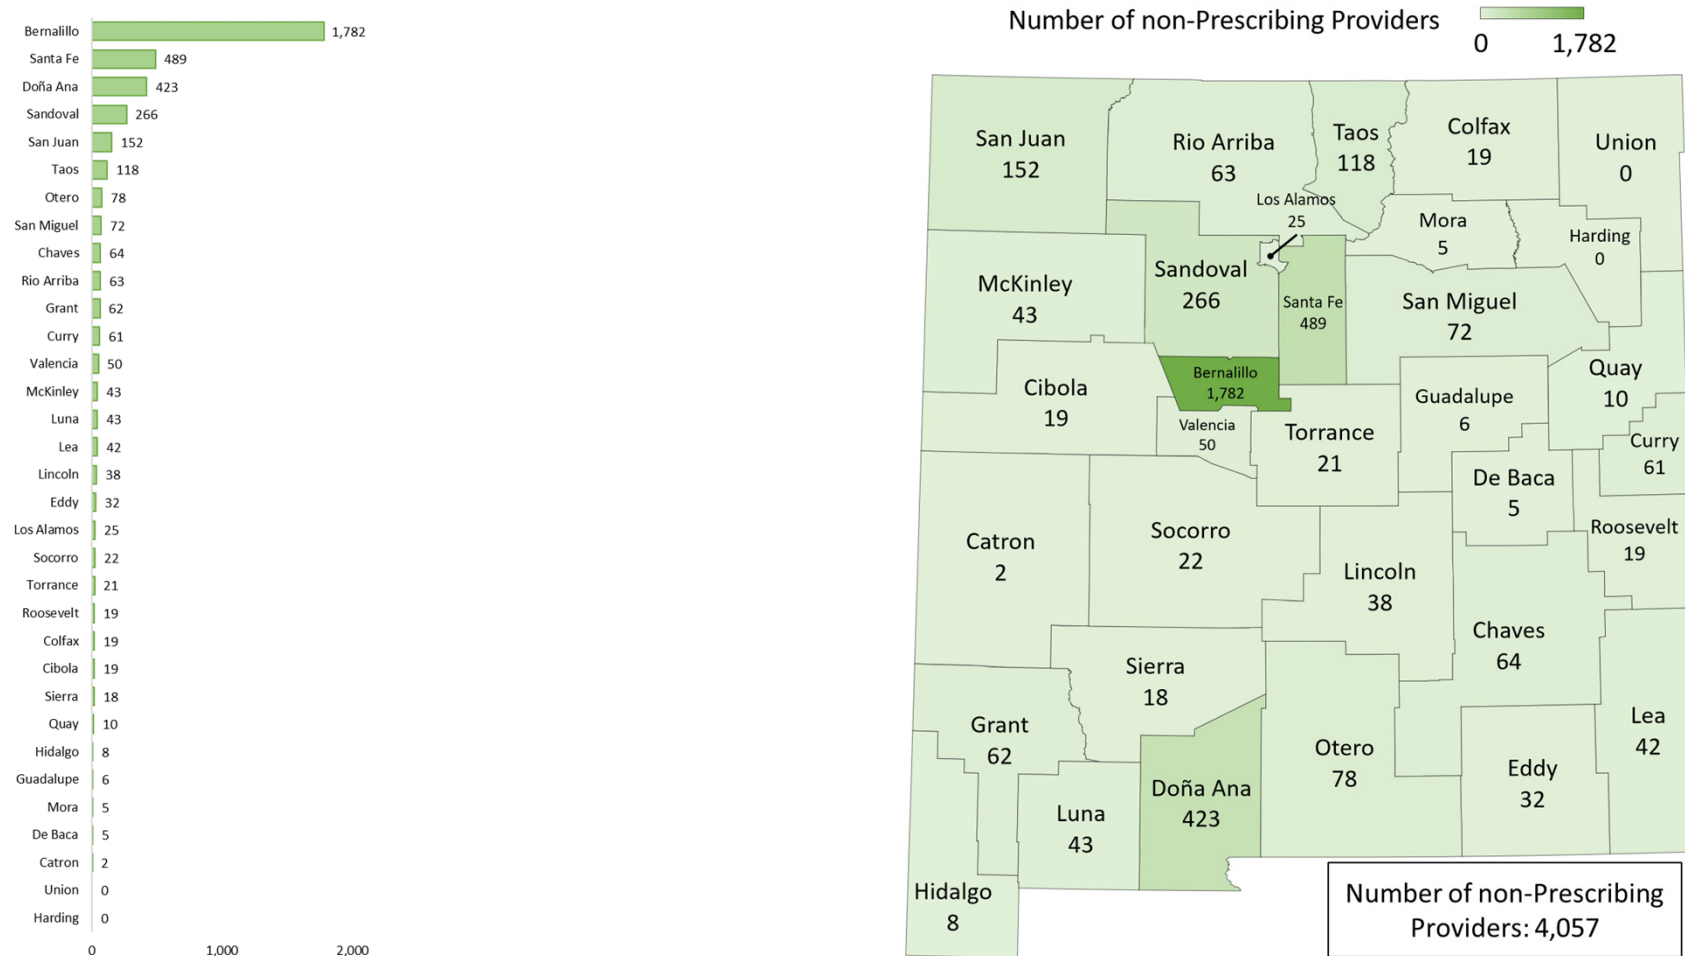 Bernalillo 1,782
Santa Fe 489
Doña Ana 423
Sandoval 266
San Juan 152
Taos 118
Otero 78
San Miguel 72
Chaves 64
Rio Arriba 63
Grant 62
Curry 61
Valencia 50
McKinley 43
Luna 43
Lea 42
Lincoln 38
Eddy 32
Los Alamos 25
Socorro 22
Torrance 21
Roosevelt 19
Colfax 19
Cibola 19
Sierra 18
Quay 10
Hidalgo 8
Guadalupe 6
Mora 5
De Baca 5
Catron 2
Union 0
Harding 0
0 1,000 2,000
Number of non-Prescribing Providers
0 1,782
San Juan
152
Rio Arriba
63
Taos
118
Colfax
19
Union
0
Los Alamos
25
Mora
5
Harding
0
McKinley
43
Sandoval
266
Santa Fe
489
San Miguel
72
Quay
10
Cibola
19
Bernalillo
1,782
Guadalupe
6
Valencia
50
Torrance
21
Curry
61
De Baca
5
Roosevelt
19
Catron
2
Socorro
22
Lincoln
38
Chaves
64
Sierra
18
Grant
62
Otero
78
Lea
42
Doña Ana
423
Luna
43
Eddy
32
Hidalgo
8
Number of non-Prescribing
Providers: 4,057